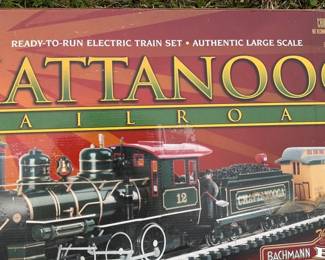 READY-TO-RUN ELECTRIC TRAIN SET • AUTHENTIC LARGE SCALE
ATTANOOG
AILROA
12
CHATTANOOGA
BACHMANN